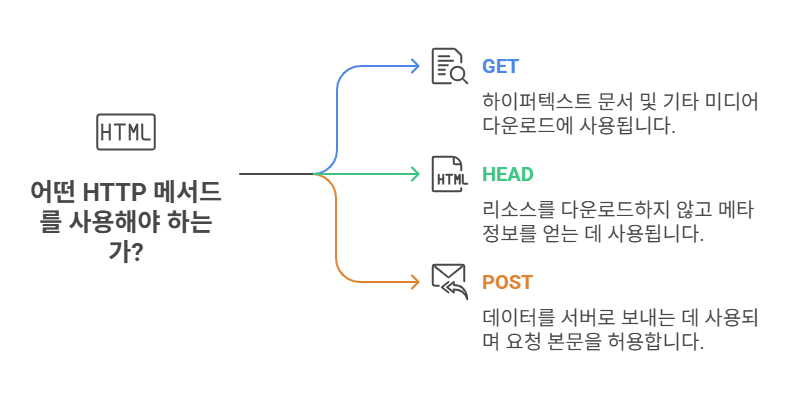 HTML
어떤 HTTP 메서드
를 사용해야 하는
가?
GET
하이퍼텍스트 문서 및 기타 미디어
다운로드에 사용됩니다.
HTML
HEAD
리소스를 다운로드하지 않고 메타
정보를 얻는 데 사용됩니다.
POST
데이터를 서버로 보내는 데 사용되
며 요청 본문을 허용합니다.